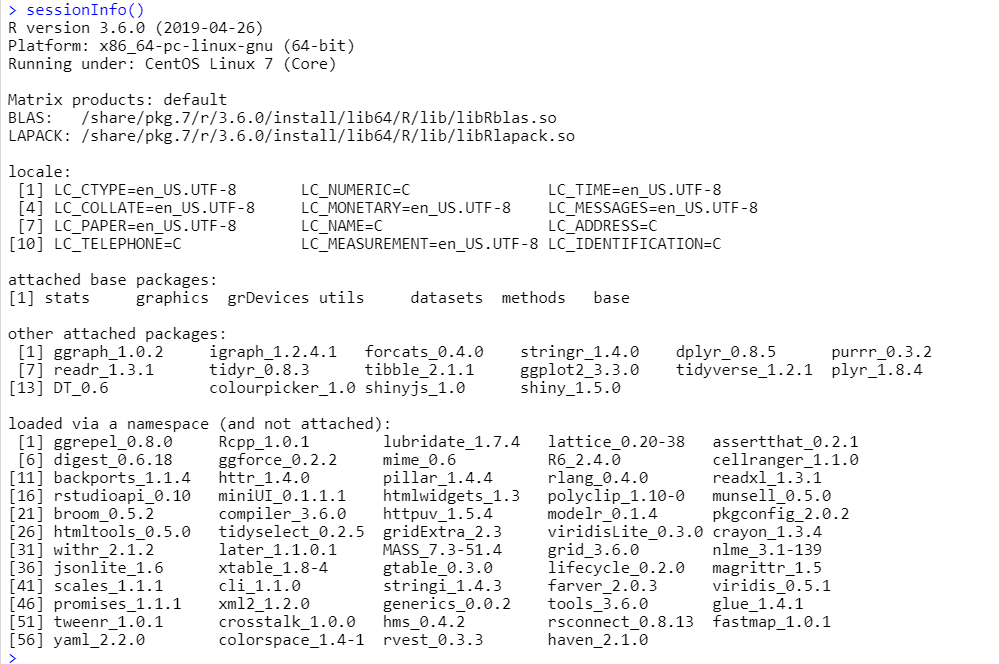 > sessionInfo()
R version 3.6.0 (2019-04-26)
Platform: x86_64-pc-linux-gnu (64-bit)
Running under: CentOS Linux 7 (Core)

Matrix products: default
BLAS:   /share/pkg.7/r/3.6.0/install/lib64/R/lib/libRblas.so
LAPACK: /share/pkg.7/r/3.6.0/install/lib64/R/lib/libRlapack.so

locale:
 [1] LC_CTYPE=en_US.UTF-8       LC_NUMERIC=C               LC_TIME=en_US.UTF-8
 [4] LC_COLLATE=en_US.UTF-8     LC_MONETARY=en_US.UTF-8    LC_MESSAGES=en_US.UTF-8
 [7] LC_PAPER=en_US.UTF-8       LC_NAME=C                  LC_ADDRESS=C
[10] LC_TELEPHONE=C             LC_MEASUREMENT=en_US.UTF-8 LC_IDENTIFICATION=C

attached base packages:
[1] stats     graphics  grDevices utils     datasets  methods   base

other attached packages:
 [1] ggraph_1.0.2     igraph_1.2.4.1   forcats_0.4.0    stringr_1.4.0    dplyr_0.8.5      purrr_0.3.2
 [7] readr_1.3.1      tidyr_0.8.3      tibble_2.1.1     ggplot2_3.3.0    tidyverse_1.2.1  plyr_1.8.4
[13] DT_0.6           colourpicker_1.0 shinyjs_1.0      shiny_1.5.0

loaded via a namespace (and not attached):
 [1] ggrepel_0.8.0     Rcpp_1.0.1        lubridate_1.7.4   lattice_0.20-38   assertthat_0.2.1
 [6] digest_0.6.18     ggforce_0.2.2     mime_0.6          R6_2.4.0          cellranger_1.1.0
[11] backports_1.1.4   httr_1.4.0        pillar_1.4.4      rlang_0.4.0       readxl_1.3.1
[16] rstudioapi_0.10   miniUI_0.1.1.1    htmlwidgets_1.3   polyclip_1.10-0   munsell_0.5.0
[21] broom_0.5.2       compiler_3.6.0    httpuv_1.5.4      modelr_0.1.4      pkgconfig_2.0.2
[26] htmltools_0.5.0   tidyselect_0.2.5  gridExtra_2.3     viridisLite_0.3.0 crayon_1.3.4
[31] withr_2.1.2       later_1.1.0.1     MASS_7.3-51.4     grid_3.6.0        nlme_3.1-139
[36] jsonlite_1.6      xtable_1.8-4      gtable_0.3.0      lifecycle_0.2.0   magrittr_1.5
[41] scales_1.1.1      cli_1.1.0         stringi_1.4.3     farver_2.0.3      viridis_0.5.1
[46] promises_1.1.1    xml2_1.2.0        generics_0.0.2    tools_3.6.0       glue_1.4.1
[51] tweenr_1.0.1      crosstalk_1.0.0   hms_0.4.2         rsconnect_0.8.13  fastmap_1.0.1
[56] yaml_2.2.0        colorspace_1.4-1  rvest_0.3.3       haven_2.1.0
>